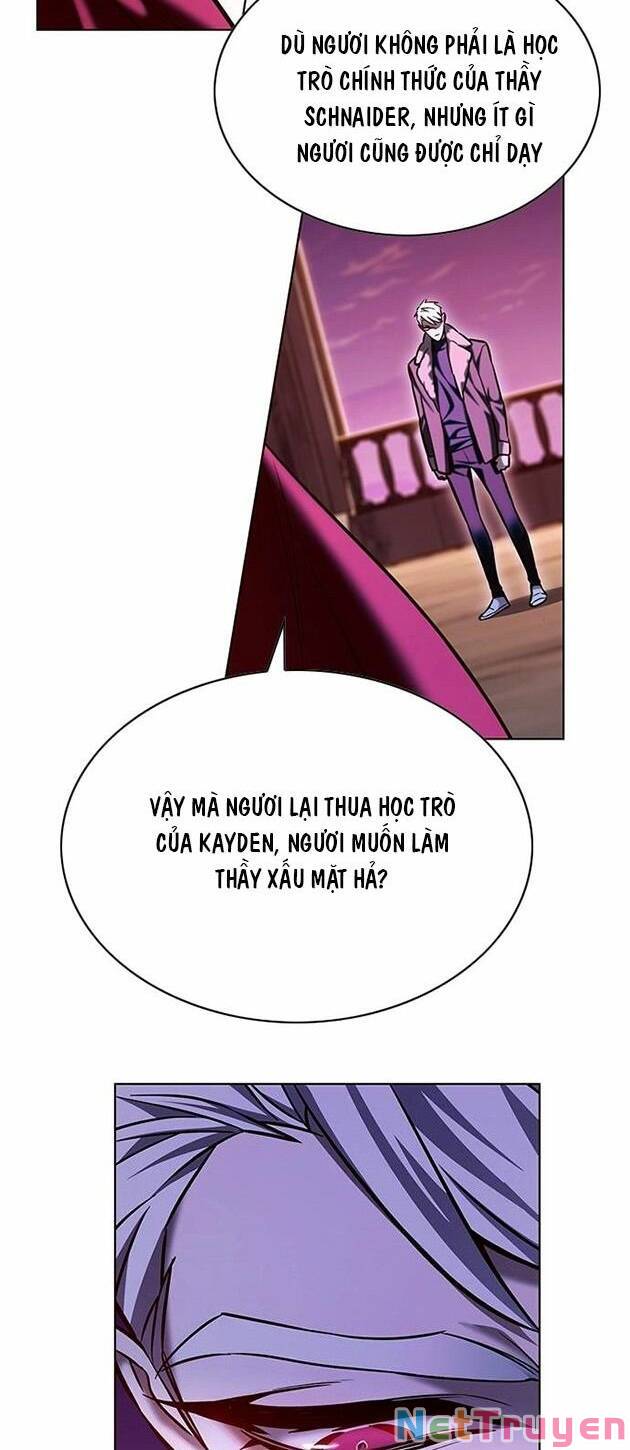 DÙ NGƯƠI KHÔNG PHẢI LÀ HỌC
TRÒ CHÍNH THỨC CỦA THẦY
SCHNAIDER, NHƯNG ÍT GÌ
NGƯƠI CŨNG ĐƯỢC CHỈ DẠY
VẬY MÀ NGƯƠI LẠI THUA HỌC TRÒ
CỦA KAYDEN, NGƯƠI MUỐN LÀM
THẦY XẤU MẶT HẢ?
NetTruyen